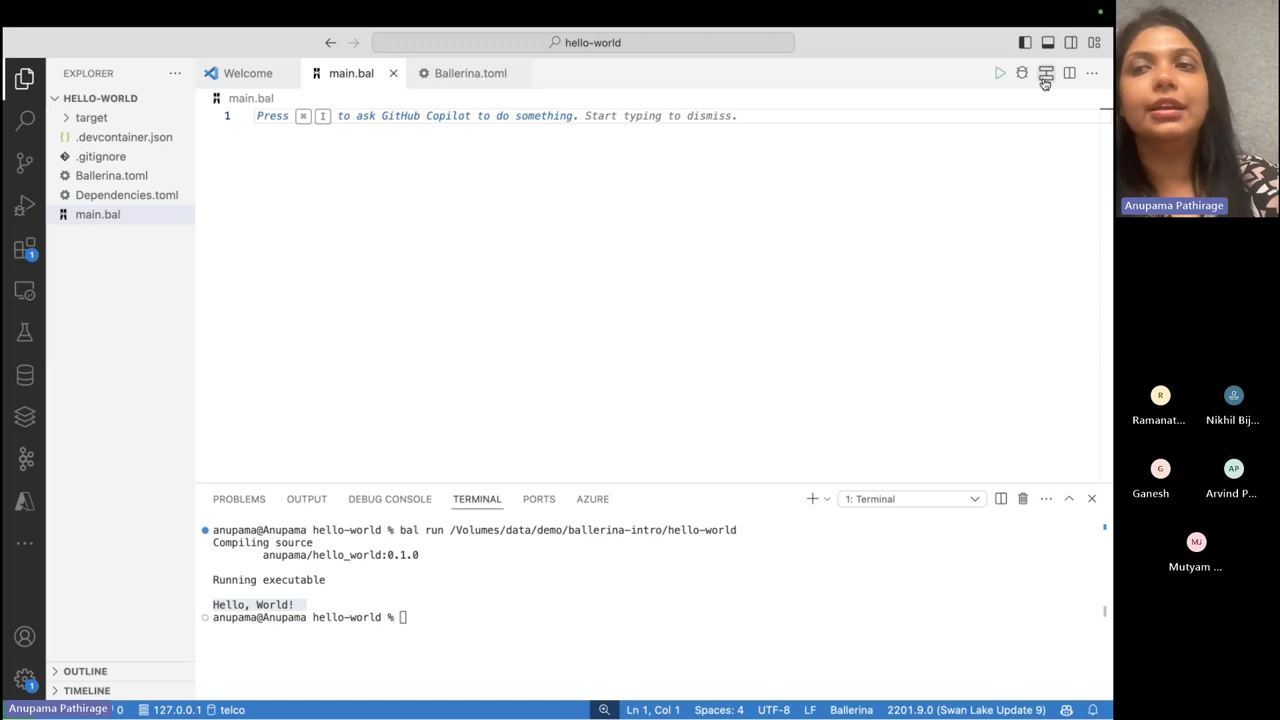 hello-world
EXPLORER
Welcome
main.bal
Ballerina.toml
HELLO-WORLD
target
.devcontainer.json
.gitignore
Ballerina.toml
Dependencies.toml
main.bal
main.bal
1
Press ⌘ I to ask GitHub Copilot to do something. Start typing to dismiss.
1
PROBLEMS
OUTPUT
DEBUG CONSOLE
TERMINAL
PORTS
AZURE
1: Terminal
anupama@Anupama hello-world % bal run /Volumes/data/demo/ballerina-intro/hello-world
Compiling source
anupama/hello_world:0.1.0
Running executable
Hello, World!
anupama@Anupama hello-world %
OUTLINE
TIMELINE
1
Anupama Pathirage
0
127.0.0.1
telco
Ln 1, Col 1
Spaces: 4
UTF-8
LF
Ballerina
2201.9.0 (Swan Lake Update 9)
Anupama Pathirage
R
Ramanat...
Nikhil Bij...
G
Ganesh
AP
Arvind P...
MJ
Mutyam ...